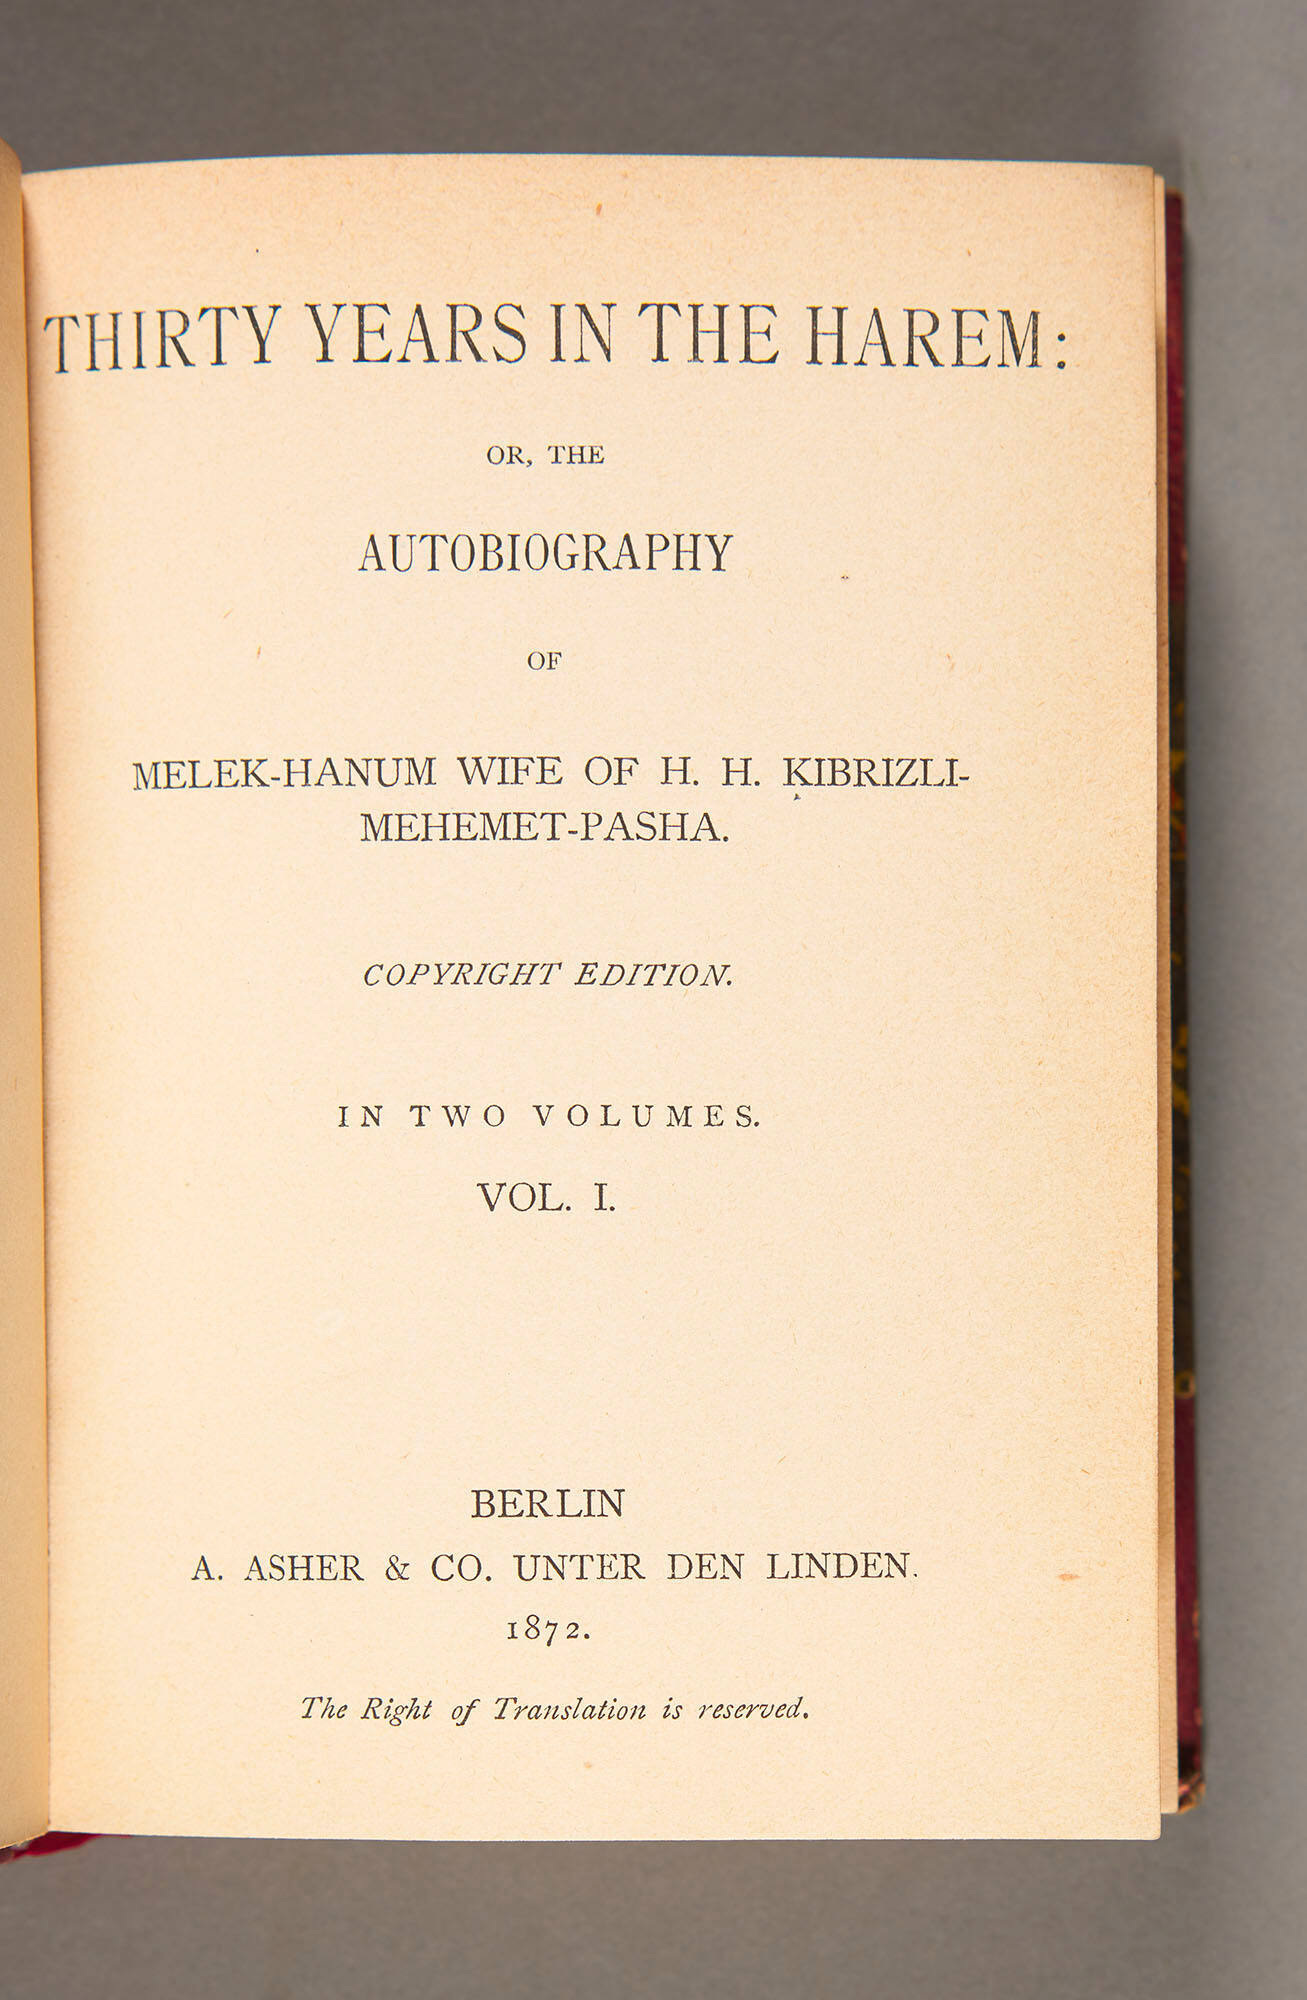 THIRTY YEARS IN THE HAREM:
OR, THE
AUTOBIOGRAPHY
OF
MELEK-HANUM WIFE OF H. H. KIBRIZLI-
MEHEMET-PASHA.
COPYRIGHT EDITION.
IN TWO VOLUMES.
VOL. I.
BERLIN
A. ASHER & CO. UNTER DEN LINDEN.
1872.
The Right of Translation is reserved.